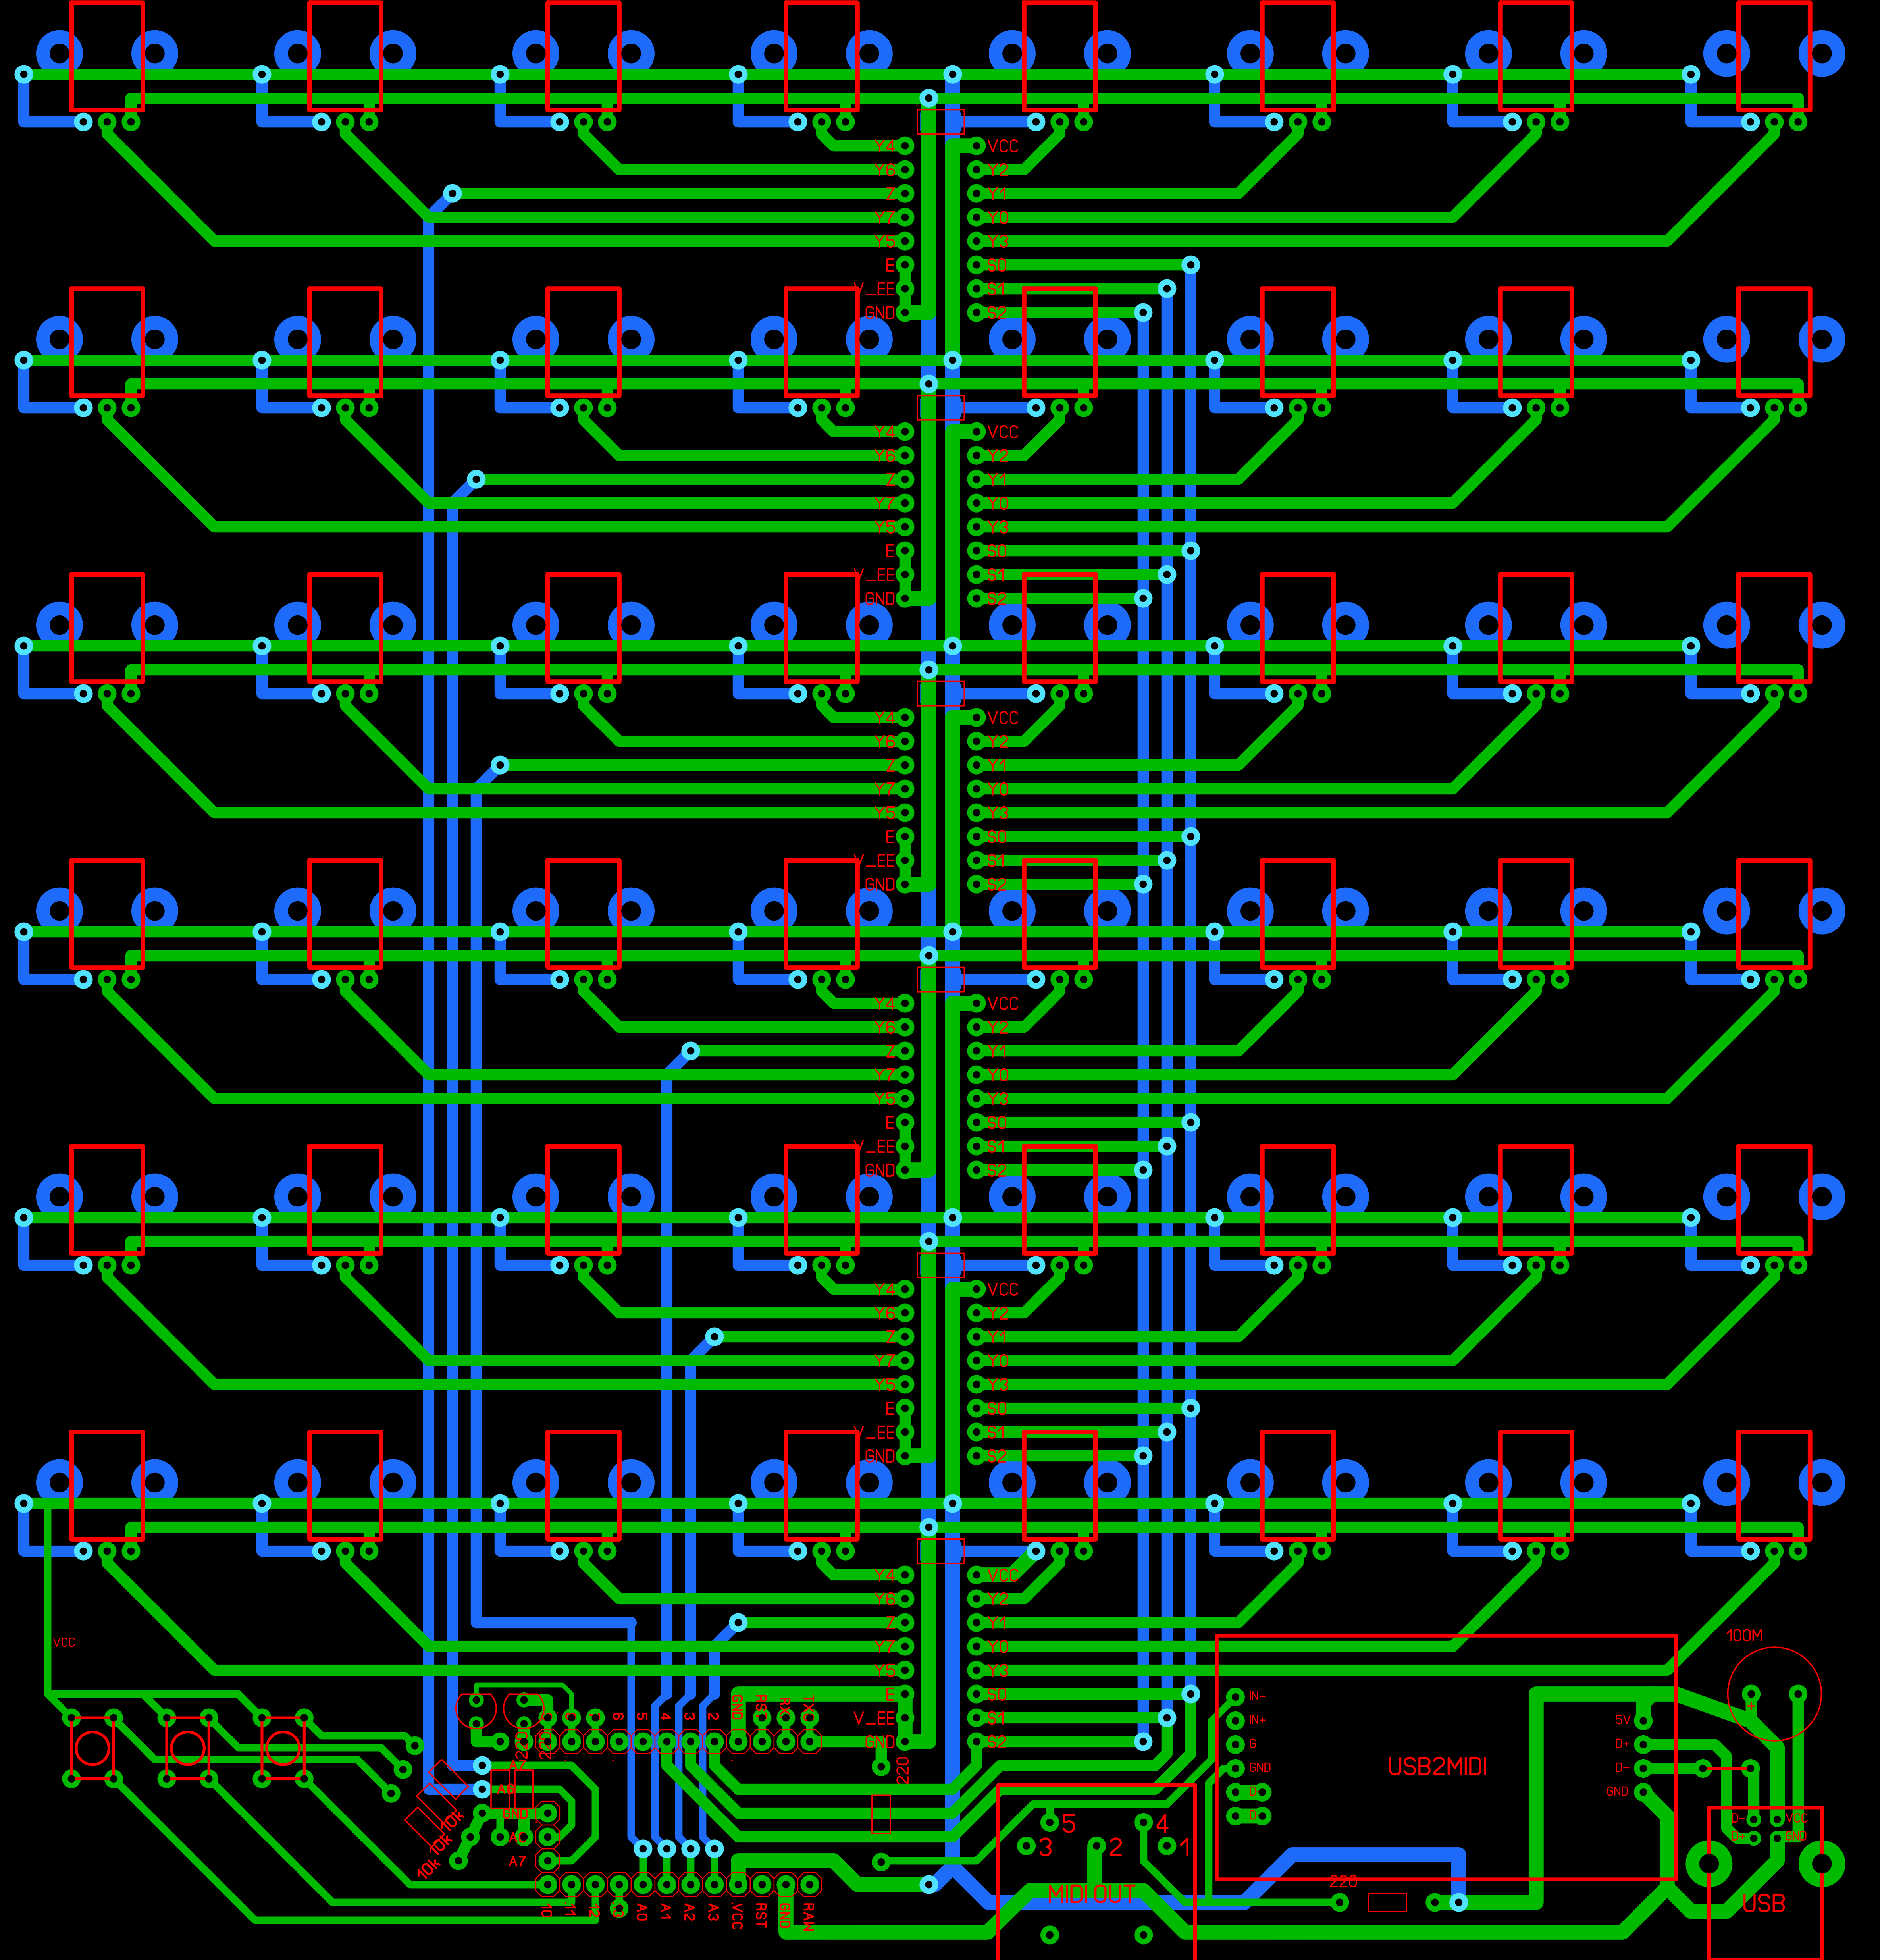 Y4 VCC
Y6 Y2
Z Y1
Y7 Y0
Y5 Y3
E S0
V_EE S1
GND S2
Y4 VCC
Y6 Y2
Z Y1
Y7 Y0
Y5 Y3
E S0
V_EE S1
GND S2
Y4 VCC
Y6 Y2
Z Y1
Y7 Y0
Y5 Y3
E S0
V_EE S1
GND S2
Y4 VCC
Y6 Y2
Z Y1
Y7 Y0
Y5 Y3
E S0
V_EE S1
GND S2
Y4 VCC
Y6 Y2
Z Y1
Y7 Y0
Y5 Y3
E S0
V_EE S1
GND S2
Y4 VCC
Y6 Y2
Z Y1
Y7 Y0
Y5 Y3
E S0
V_EE S1
GND S2
VCC
100M
6 5 4 3 2 GND RST RX TX
220
220
220
10k
10k
10k
A7
A6
GND
A7
10 11 12 A0 A1 A2 A3 VCC RST GND RAW
IN-
IN+
G
GND
D
D
USB2MIDI
5V
D+
D-
GND
5 4
3 2 1
MIDI OUT
220
D- VCC
D+ GND
USB